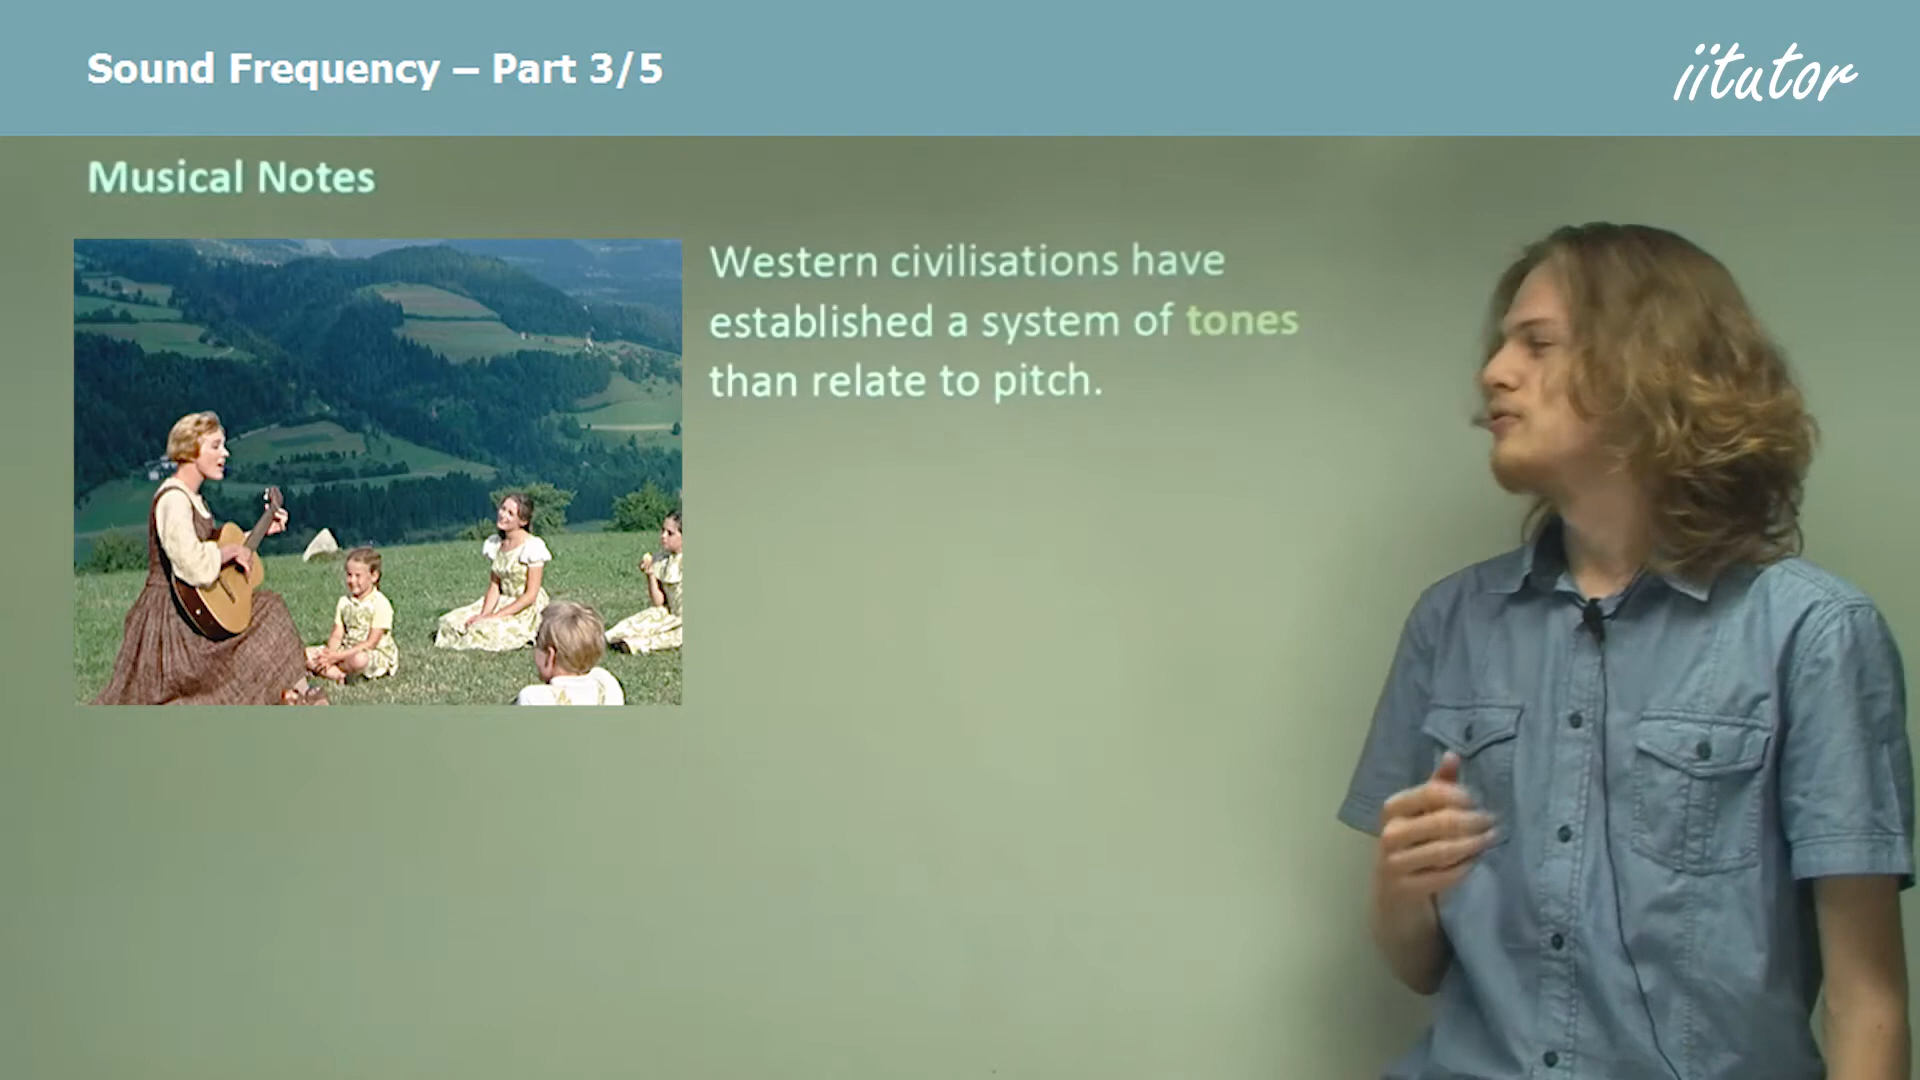 Sound Frequency – Part 3/5
iitutor
Musical Notes
Western civilisations have
established a system of tones
than relate to pitch.